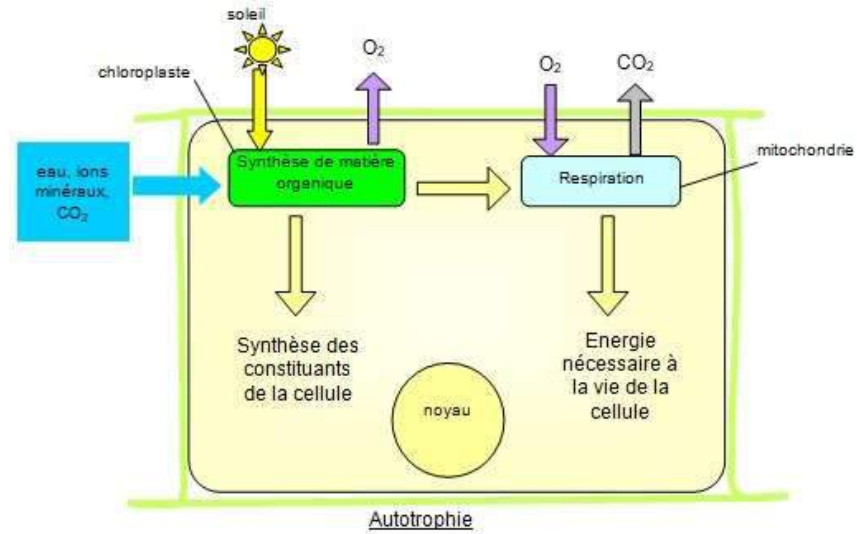 soleil
O₂
O₂
CO₂
chloroplaste
mitochondrie
eau, ions
minéraux,
CO₂
Synthèse de matière
organique
Respiration
Synthèse des
constituants
de la cellule
Energie
nécessaire à
la vie de la
cellule
noyau
Autotrophie